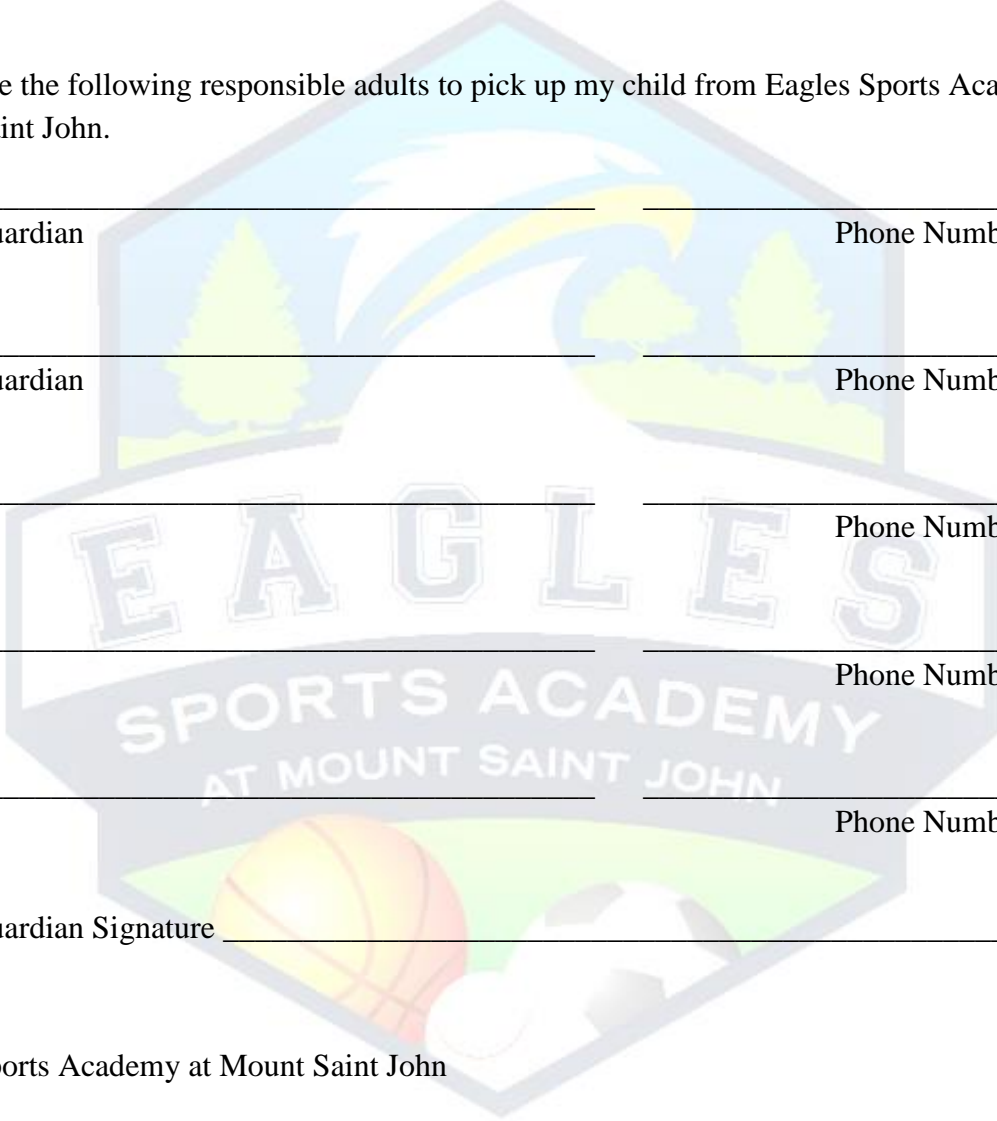 e the following responsible adults to pick up my child from Eagles Sports Aca
int John.
uardian Phone Numb
uardian Phone Numb
Phone Numb
EAGLES
Phone Numb
SPORTS ACADEMY
AT MOUNT SAINT JOHN
Phone Numb
uardian Signature
orts Academy at Mount Saint John